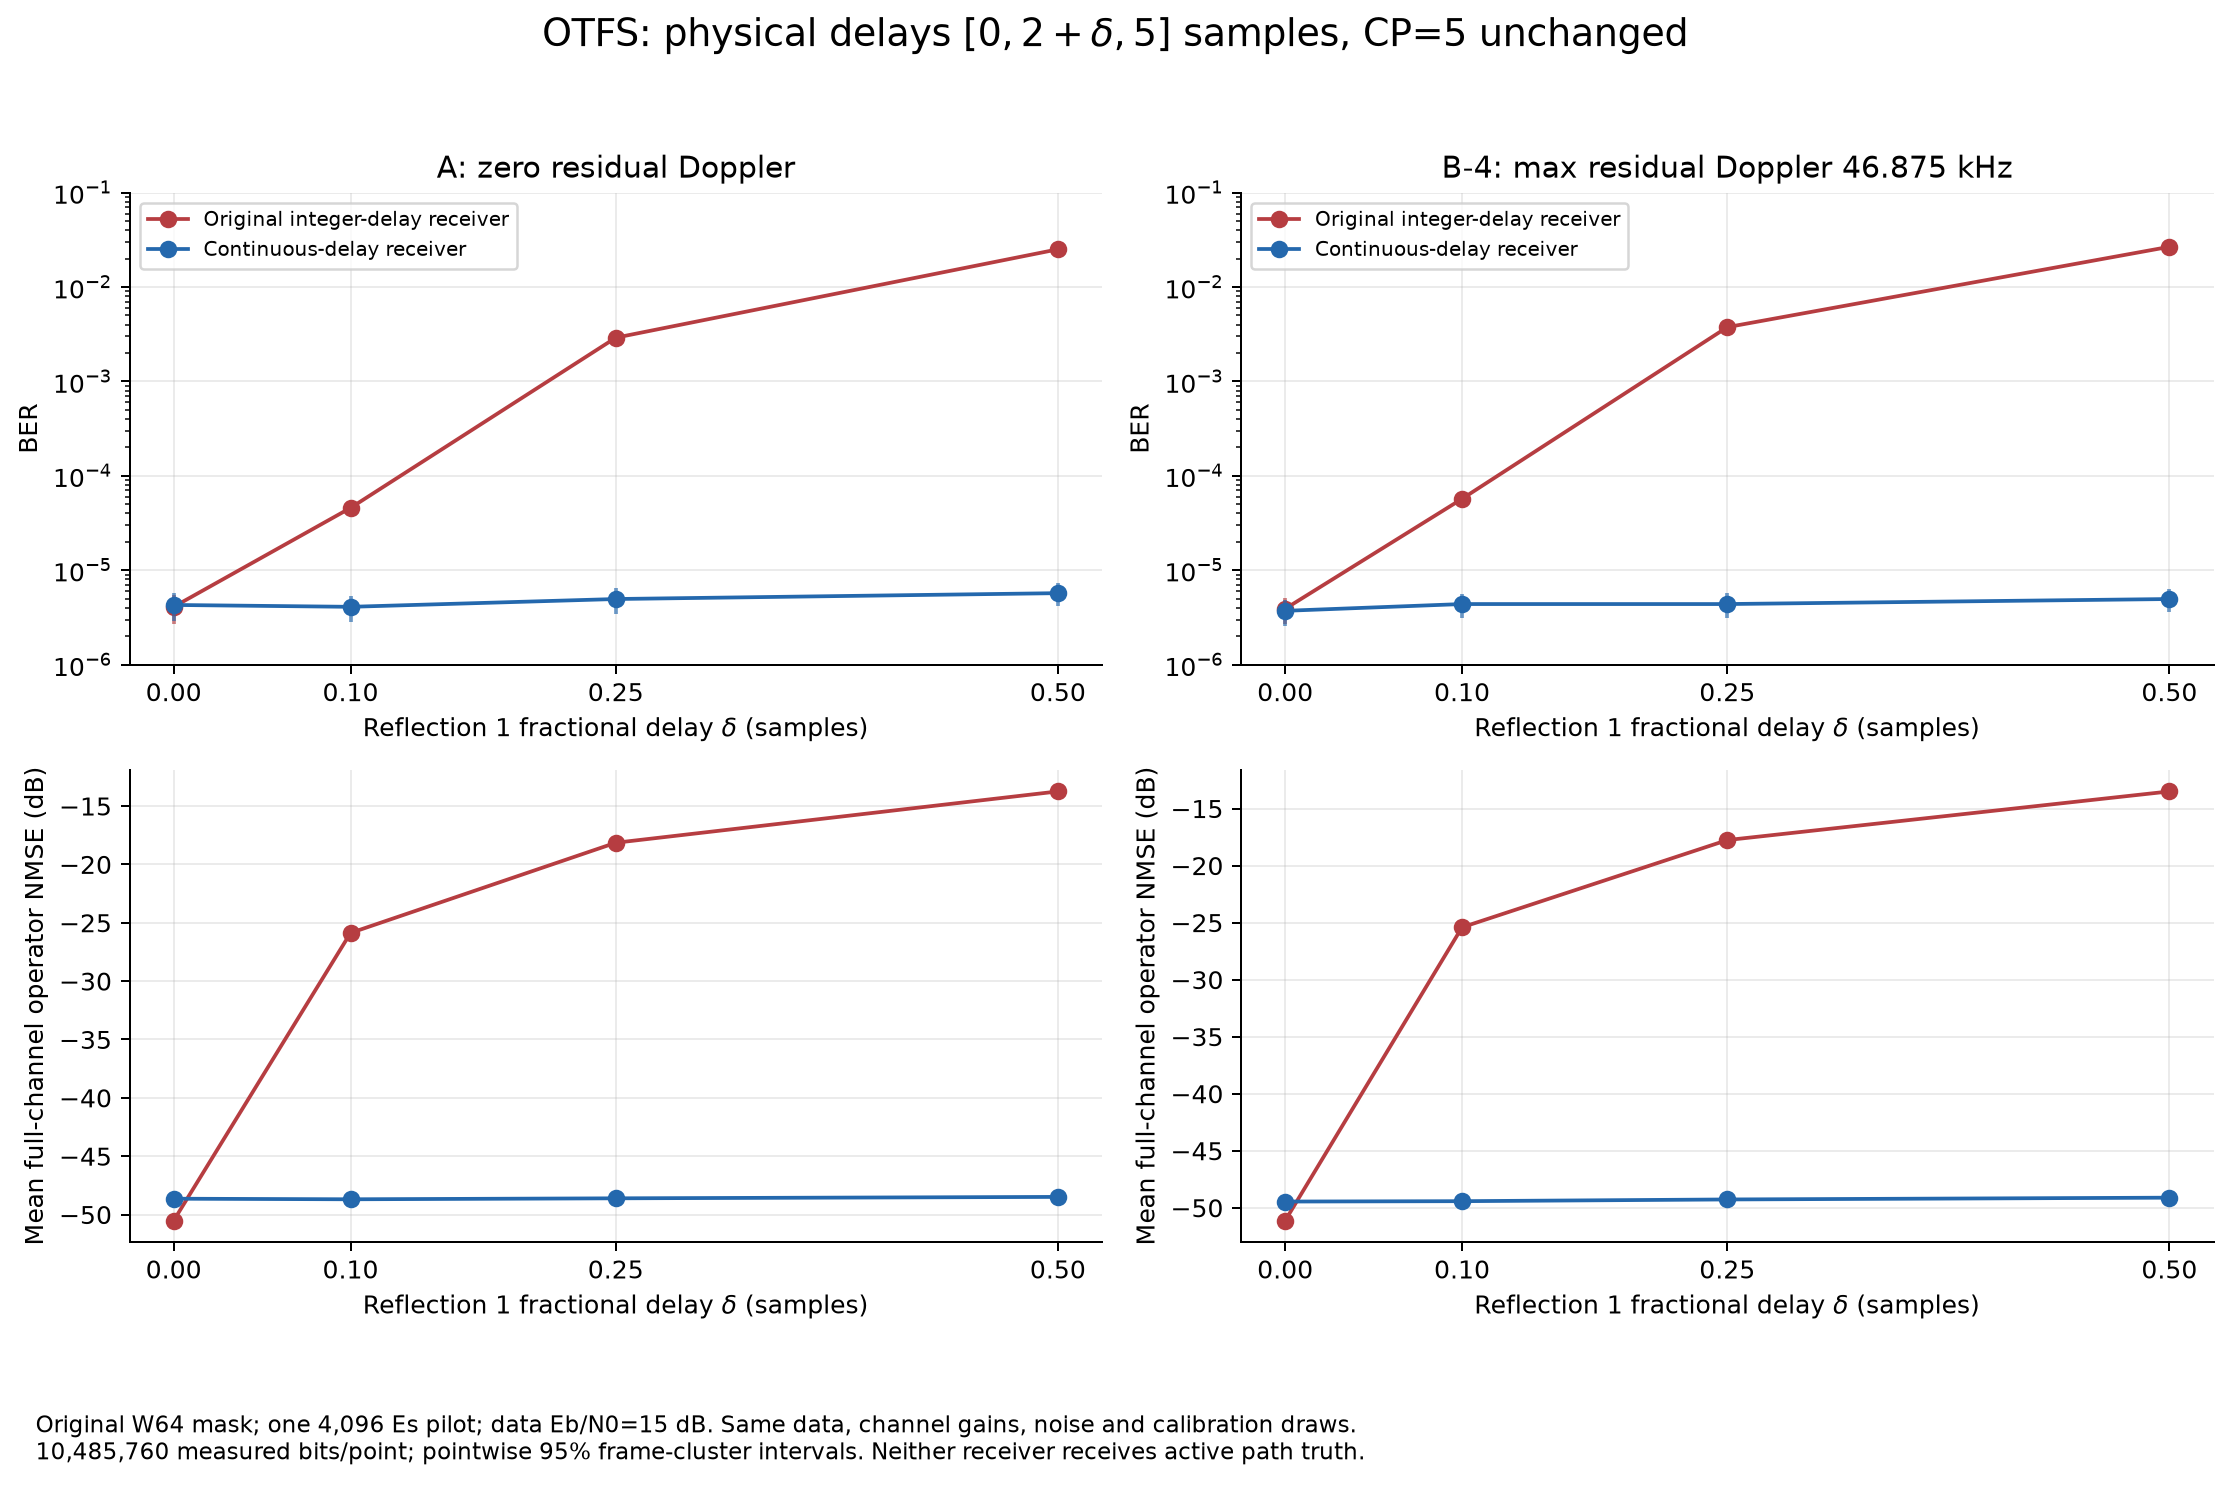 OTFS: physical delays [0, 2 + δ, 5] samples, CP=5 unchanged
A: zero residual Doppler
10⁻¹
10⁻²
10⁻³
10⁻⁴
10⁻⁵
10⁻⁶
BER
Original integer-delay receiver
Continuous-delay receiver
0.00 0.10 0.25 0.50
Reflection 1 fractional delay δ (samples)
B-4: max residual Doppler 46.875 kHz
10⁻¹
10⁻²
10⁻³
10⁻⁴
10⁻⁵
10⁻⁶
BER
Original integer-delay receiver
Continuous-delay receiver
0.00 0.10 0.25 0.50
Reflection 1 fractional delay δ (samples)
Mean full-channel operator NMSE (dB)
−15
−20
−25
−30
−35
−40
−45
−50
0.00 0.10 0.25 0.50
Reflection 1 fractional delay δ (samples)
Mean full-channel operator NMSE (dB)
−15
−20
−25
−30
−35
−40
−45
−50
0.00 0.10 0.25 0.50
Reflection 1 fractional delay δ (samples)
Original W64 mask; one 4,096 Es pilot; data Eb/N0=15 dB. Same data, channel gains, noise and calibration draws.
10,485,760 measured bits/point; pointwise 95% frame-cluster intervals. Neither receiver receives active path truth.